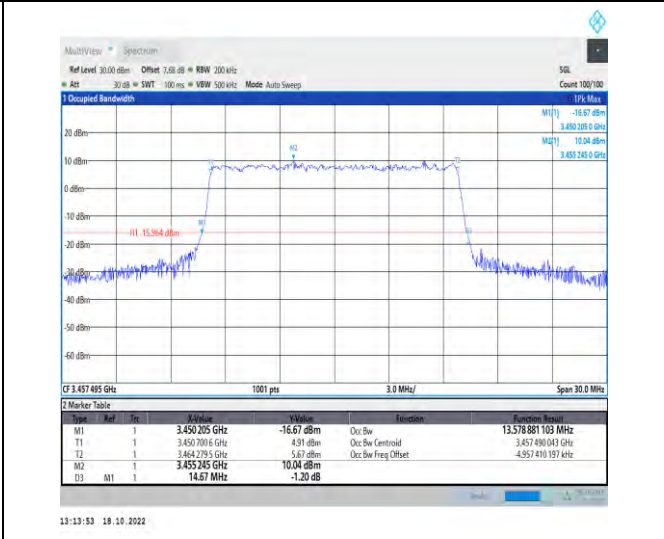 MultiView Spectrum
Ref Level 30.00 dBm Offset 7.68 dB RBW 200 kHz SGL
Att 30 dB SWT 100 ms VBW 500 kHz Mode Auto Sweep Count 100/100
1 Occupied Bandwidth 1Pk Max
M1[1] -16.67 dBm
3.450 205 0 GHz
M2[1] 10.04 dBm
3.455 245 0 GHz
20 dBm
M2
10 dBm
T1 T2
0 dBm
-10 dBm
M1
H1 -15.964 dBm
D3
-20 dBm
-30 dBm
-40 dBm
-50 dBm
-60 dBm
CF 3.457 495 GHz 1001 pts 3.0 MHz/ Span 30.0 MHz
2 Marker Table
Type Ref Trc X-Value Y-Value Function Function Result
M1 1 3.450 205 GHz -16.67 dBm Occ Bw 13.578 881 103 MHz
T1 1 3.450 700 6 GHz 4.91 dBm Occ Bw Centroid 3.457 490 043 GHz
T2 1 3.464 279 5 GHz 5.67 dBm Occ Bw Freq Offset -4.957 410 197 kHz
M2 1 3.455 245 GHz 10.04 dBm
D3 M1 1 14.67 MHz -1.20 dB
13:13:53 18.10.2022